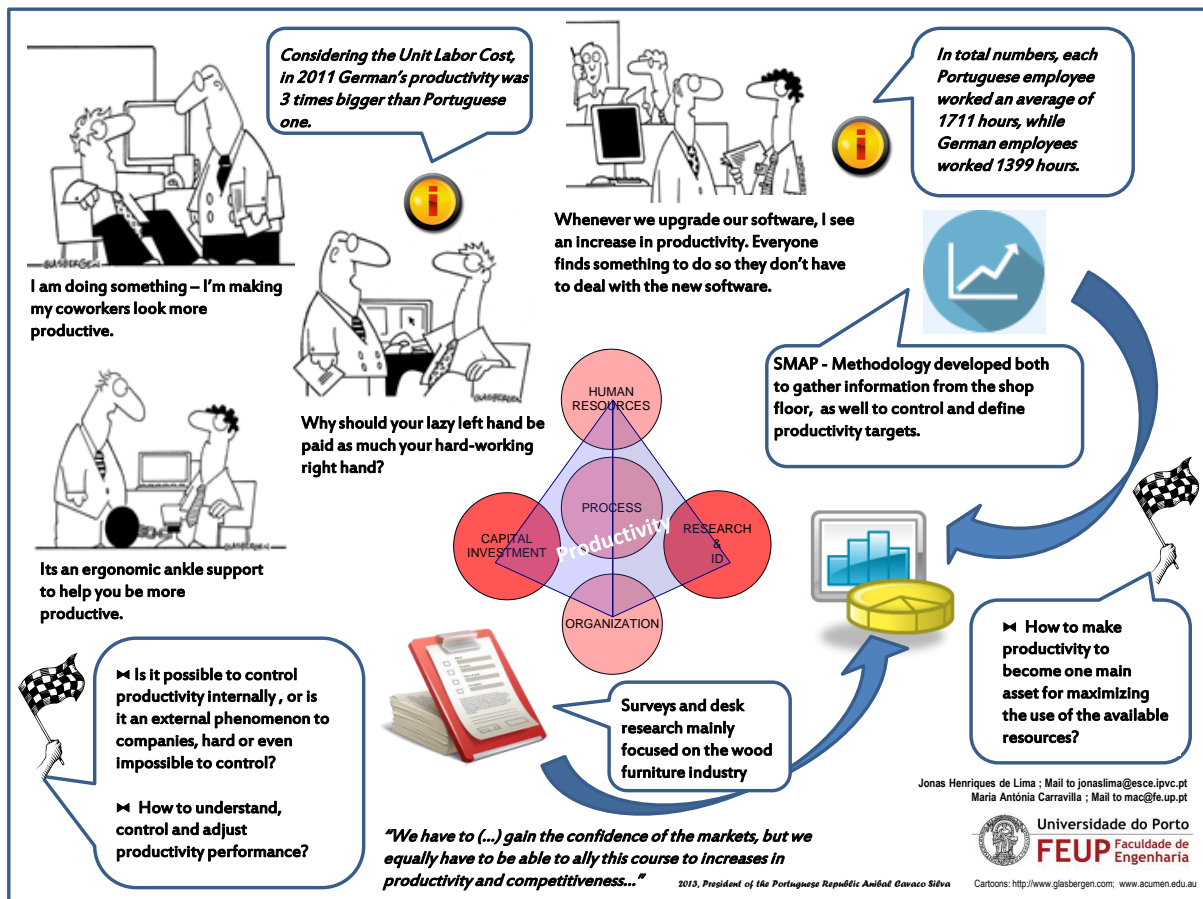 Considering the Unit Labor Cost,
in 2011 German's productivity was
3 times bigger than Portuguese
one.
In total numbers, each
Portuguese employee
worked an average of
1711 hours, while
German employees
worked 1399 hours.
GLASBERGEN
I am doing something – I'm making
my coworkers look more
productive.
Whenever we upgrade our software, I see
an increase in productivity. Everyone
finds something to do so they don't have
to deal with the new software.
GLASBERGEN
Why should your lazy left hand be
paid as much your hard-working
right hand?
SMAP - Methodology developed both
to gather information from the shop
floor, as well to control and define
productivity targets.
HUMAN
RESOURCES
PROCESS
CAPITAL
INVESTMENT
Productivity
RESEARCH
&
ID
ORGANIZATION
GLASBERGEN
Its an ergonomic ankle support
to help you be more
productive.
⧓ Is it possible to control
productivity internally , or is
it an external phenomenon to
companies, hard or even
impossible to control?
⧓ How to understand,
control and adjust
productivity performance?
Surveys and desk
research mainly
focused on the wood
furniture industry
⧓ How to make
productivity to
become one main
asset for maximizing
the use of the available
resources?
"We have to (...) gain the confidence of the markets, but we
equally have to be able to ally this course to increases in
productivity and competitiveness..."
2013, President of the Portuguese Republic Anibal Cavaco Silva
Jonas Henriques de Lima ; Mail to jonaslima@esce.ipvc.pt
Maria Antónia Carravilla ; Mail to mac@fe.up.pt
Universidade do Porto
FEUP Faculdade de
Engenharia
Cartoons: http://www.glasbergen.com; www.acumen.edu.au